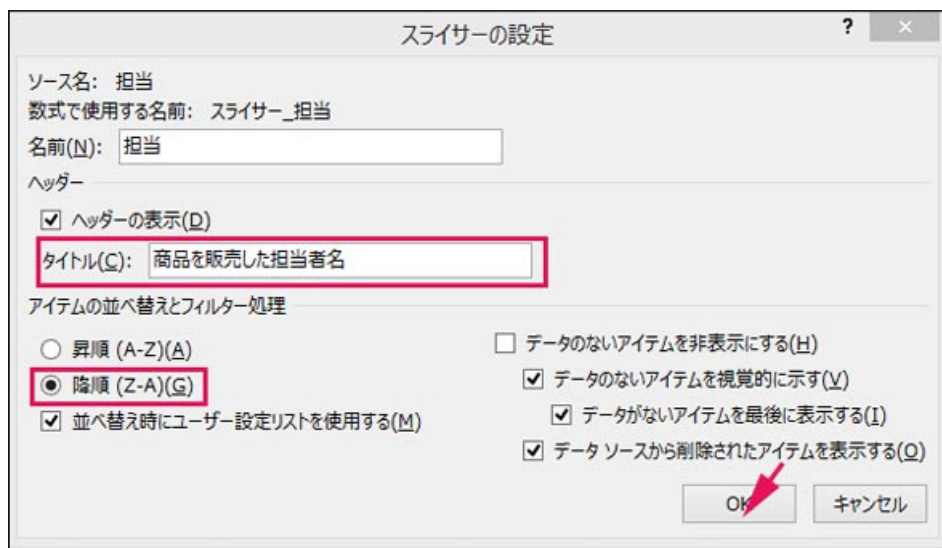 スライサーの設定
?
ソース名: 担当
数式で使用する名前: スライサー_担当
名前(N): 担当
ヘッダー
ヘッダーの表示(D)
タイトル(C): 商品を販売した担当者名
アイテムの並べ替えとフィルター処理
昇順 (A-Z)(A)
降順 (Z-A)(G)
並べ替え時にユーザー設定リストを使用する(M)
データのないアイテムを非表示にする(H)
データのないアイテムを視覚的に示す(V)
データがないアイテムを最後に表示する(I)
データ ソースから削除されたアイテムを表示する(O)
OK
キャンセル